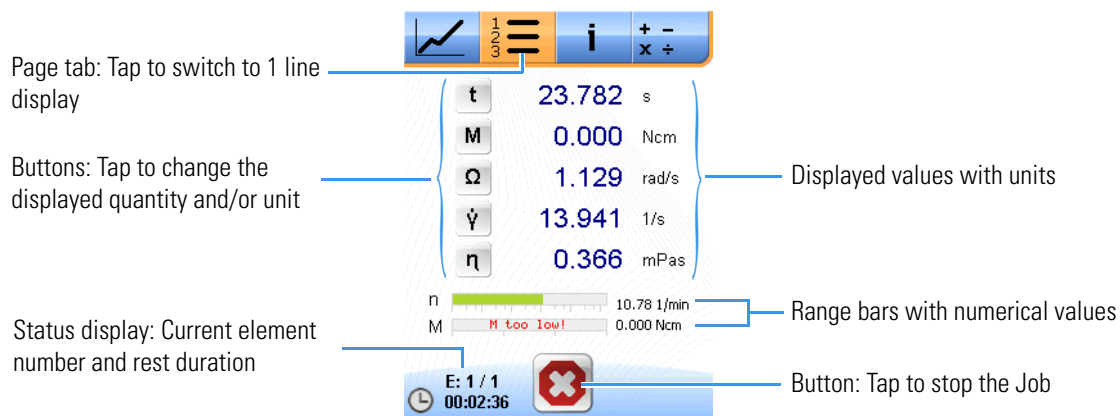 1
2
3
i
+ −
x ÷
Page tab: Tap to switch to 1 line
display
Buttons: Tap to change the
displayed quantity and/or unit
Status display: Current element
number and rest duration
t 23.782 s
M 0.000 Ncm
Ω 1.129 rad/s
γ̇ 13.941 1/s
η 0.366 mPas
n 10.78 1/min
M M too low! 0.000 Ncm
E: 1 / 1
00:02:36
Displayed values with units
Range bars with numerical values
Button: Tap to stop the Job